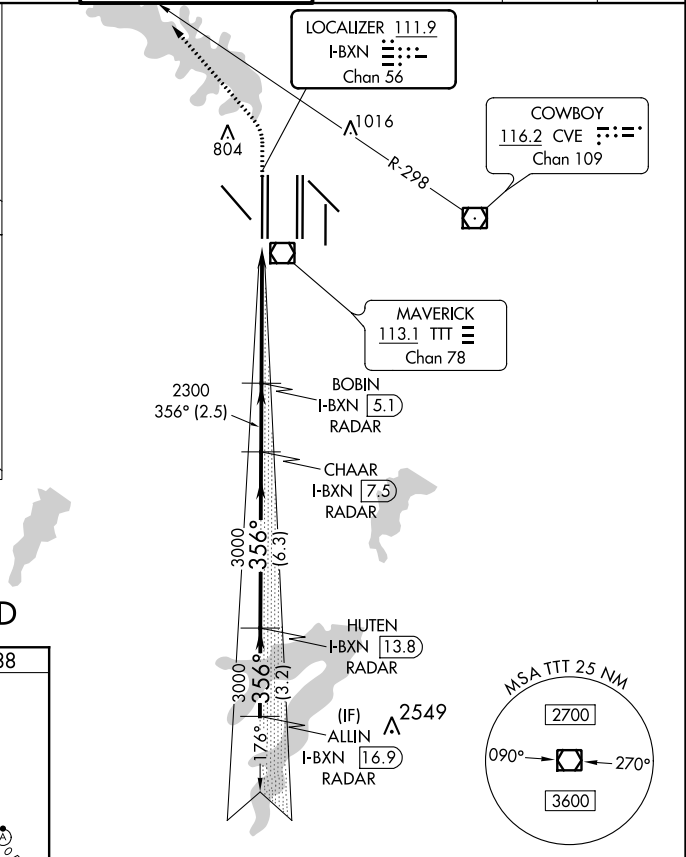 LOCALIZER 111.9
I-BXN
Chan 56
1016
804
COWBOY
116.2 CVE
Chan 109
R-298
MAVERICK
113.1 TTT
Chan 78
2300
356° (2.5)
BOBIN
I-BXN 5.1
RADAR
CHAAR
I-BXN 7.5
RADAR
3000
356°
(6.3)
HUTEN
I-BXN 13.8
RADAR
3000
356°
(3.2)
(IF)
ALLIN
I-BXN 16.9
RADAR
2549
176°
MSA TTT 25 NM
2700
090°
270°
3600
D
38
A